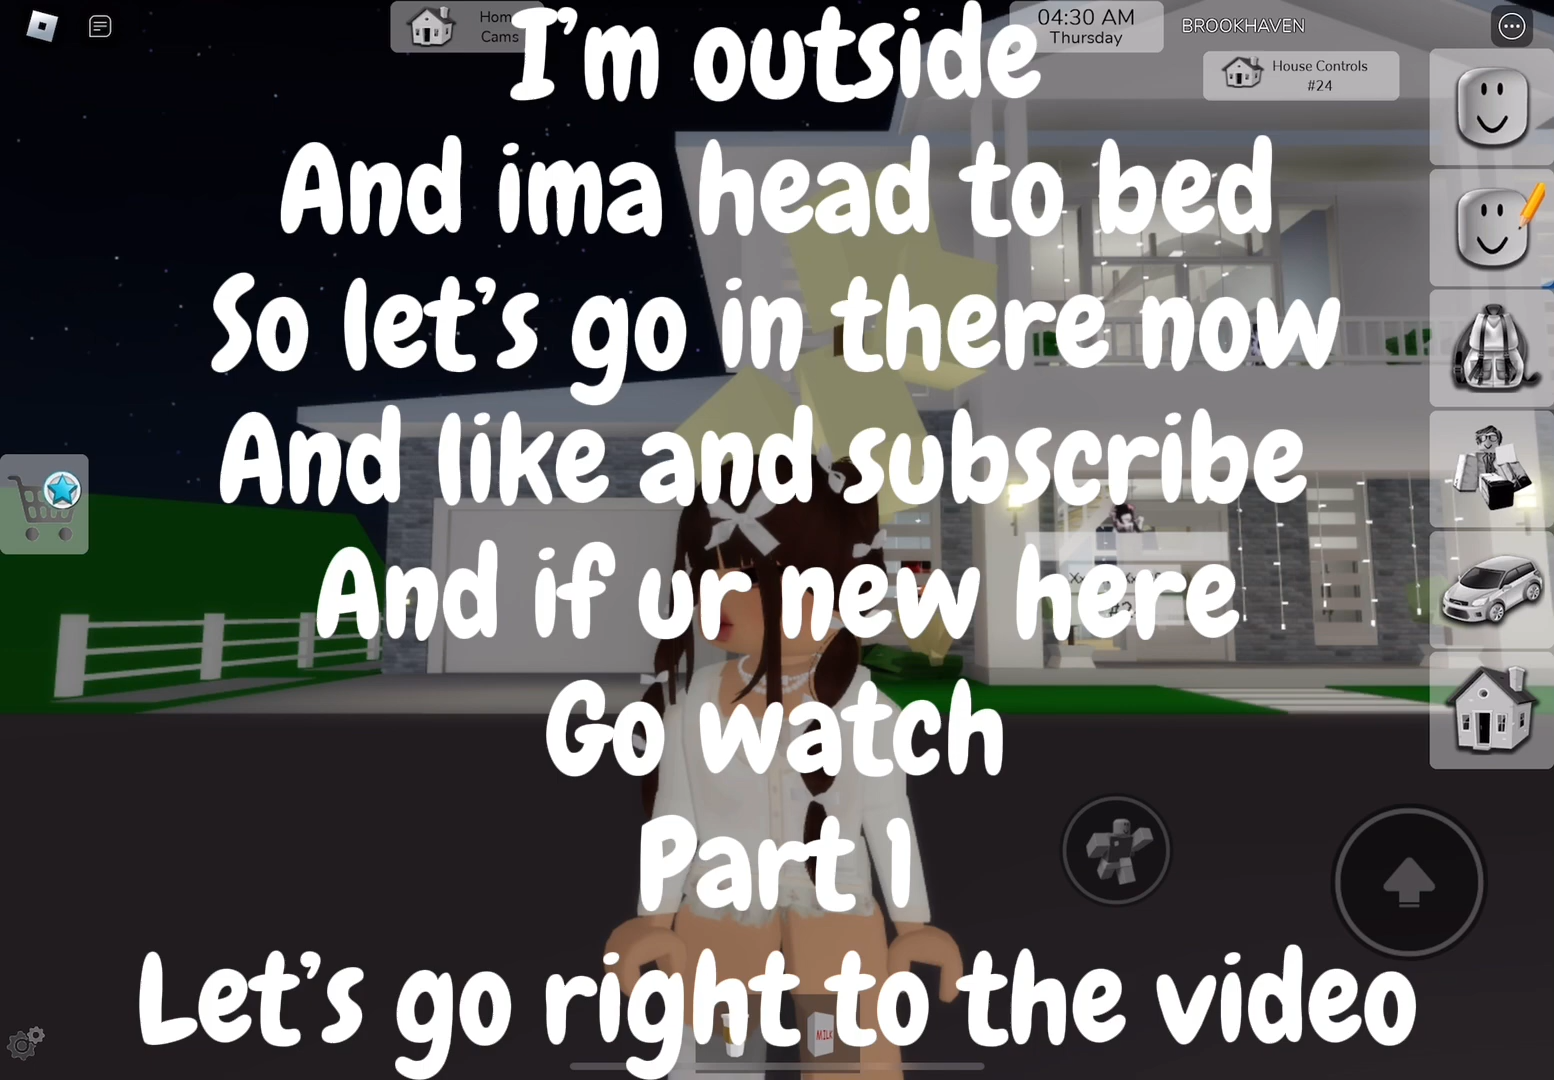 I'm outside
And ima head to bed
So let's go in there now
And like and subscribe
And if ur new here
Go watch
Part 1
Let's go right to the video
Cams
04:30 AM
Thursday
BROOKHAVEN
House Controls
#24
MILK